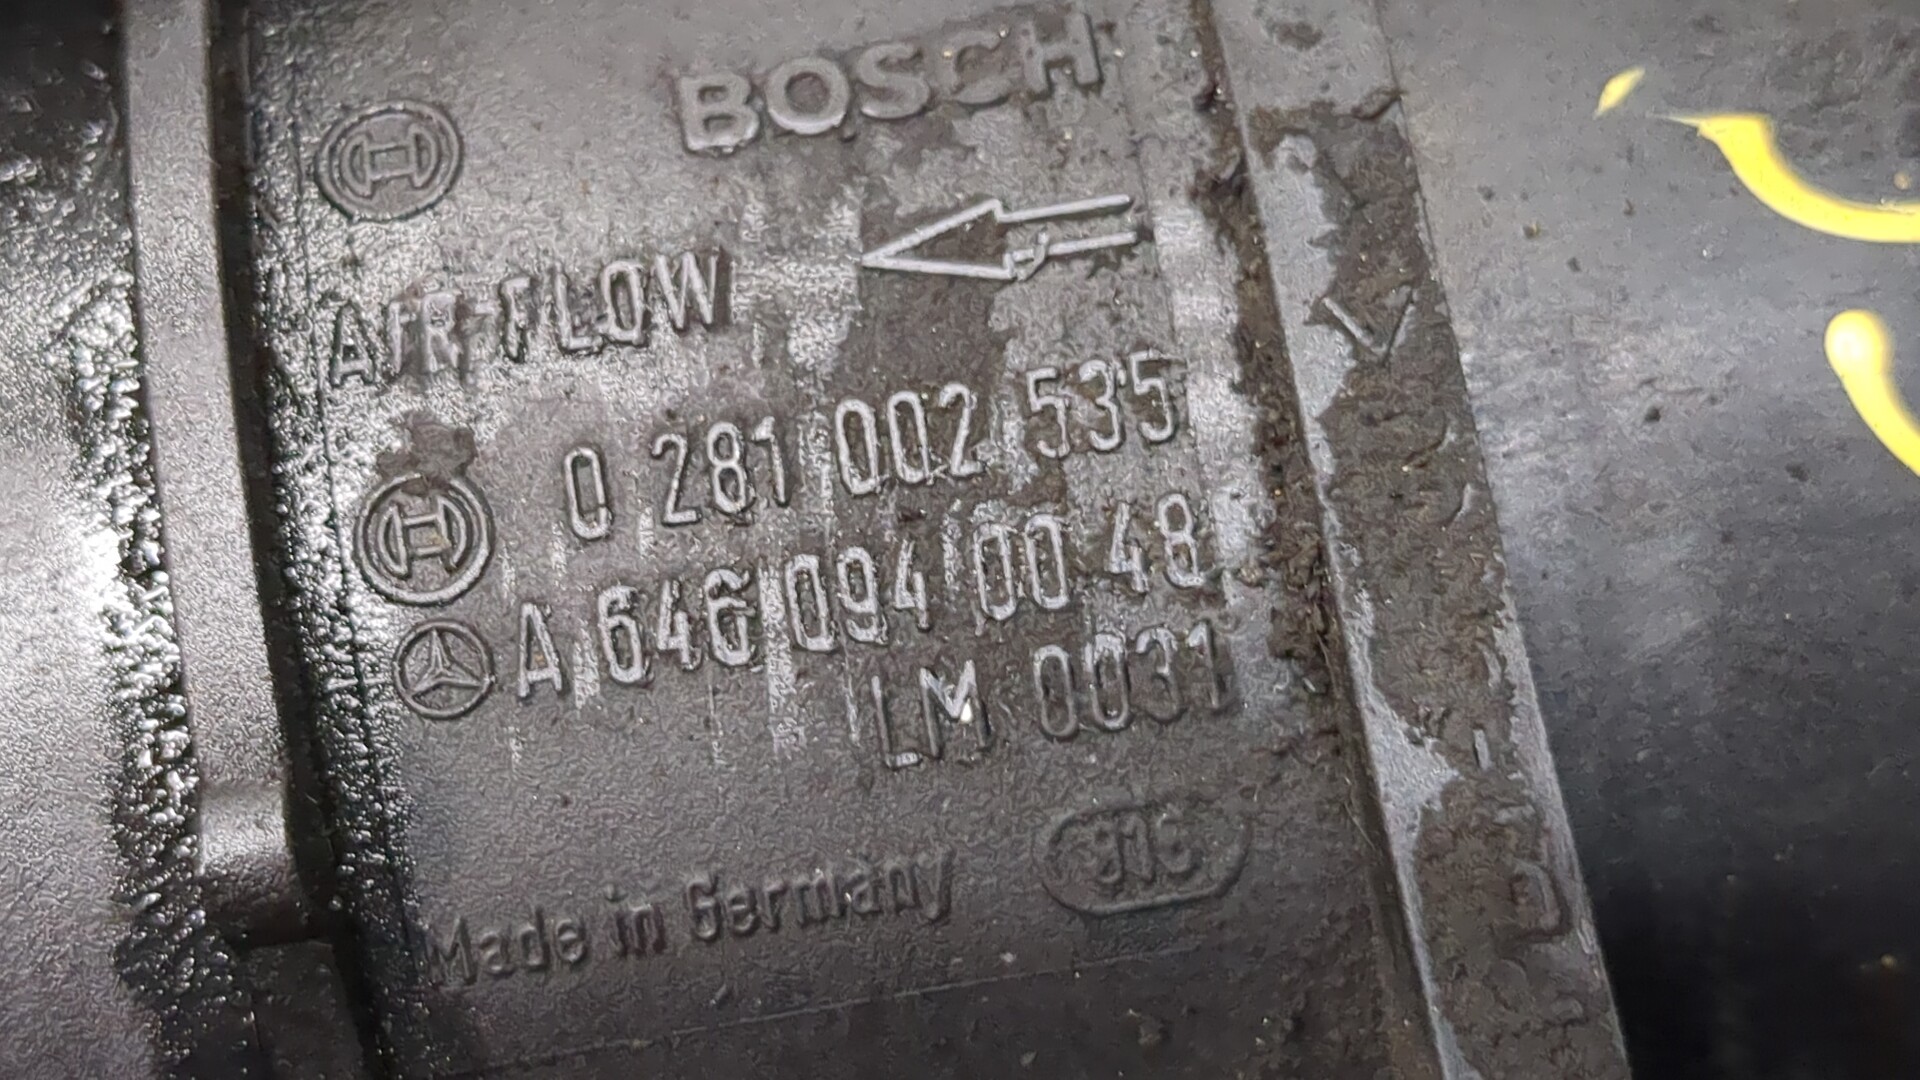 BOSCH
AIR FLOW
0 281 002 535
A 646 094 00 48
LM 0031
Made in Germany